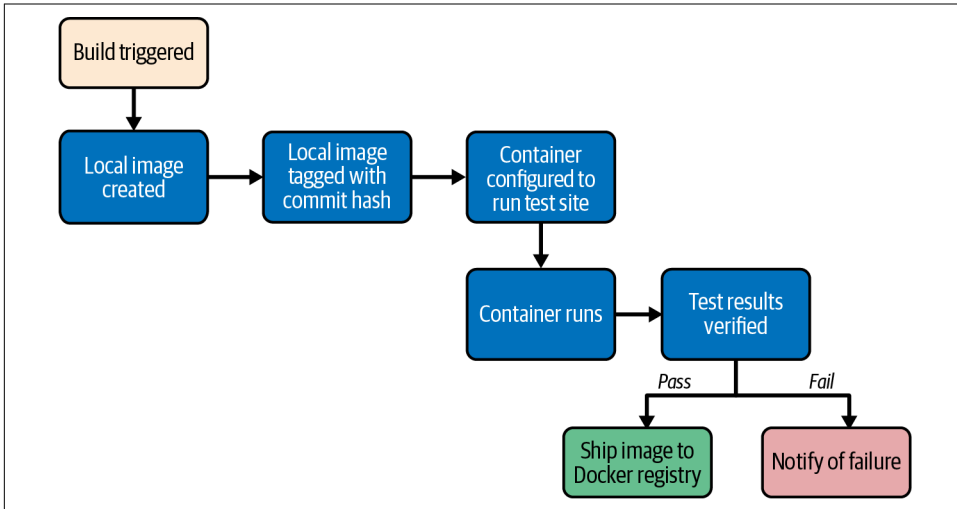 Build triggered
Local image
created
Local image
tagged with
commit hash
Container
configured to
run test site
Container runs
Test results
verified
Pass
Fail
Ship image to
Docker registry
Notify of failure